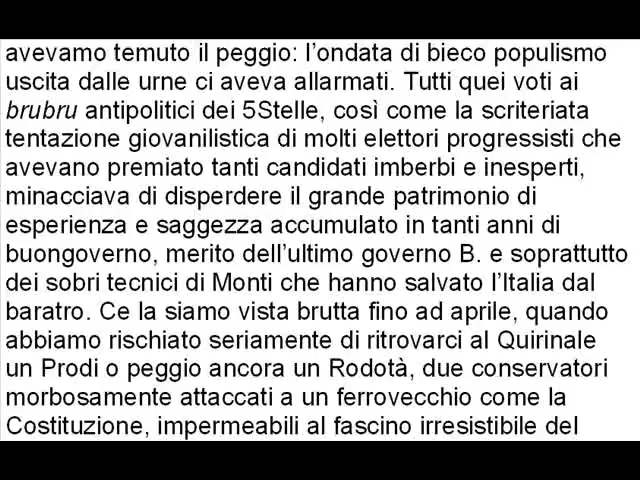 avevamo temuto il peggio: l’ondata di bieco populismo
uscita dalle urne ci aveva allarmati. Tutti quei voti ai
brubru antipolitici dei 5Stelle, così come la scriteriata
tentazione giovanilistica di molti elettori progressisti che
avevano premiato tanti candidati imberbi e inesperti,
minacciava di disperdere il grande patrimonio di
esperienza e saggezza accumulato in tanti anni di
buongoverno, merito dell’ultimo governo B. e soprattutto
dei sobri tecnici di Monti che hanno salvato l’Italia dal
baratro. Ce la siamo vista brutta fino ad aprile, quando
abbiamo rischiato seriamente di ritrovarci al Quirinale
un Prodi o peggio ancora un Rodotà, due conservatori
morbosamente attaccati a un ferrovecchio come la
Costituzione, impermeabili al fascino irresistibile del